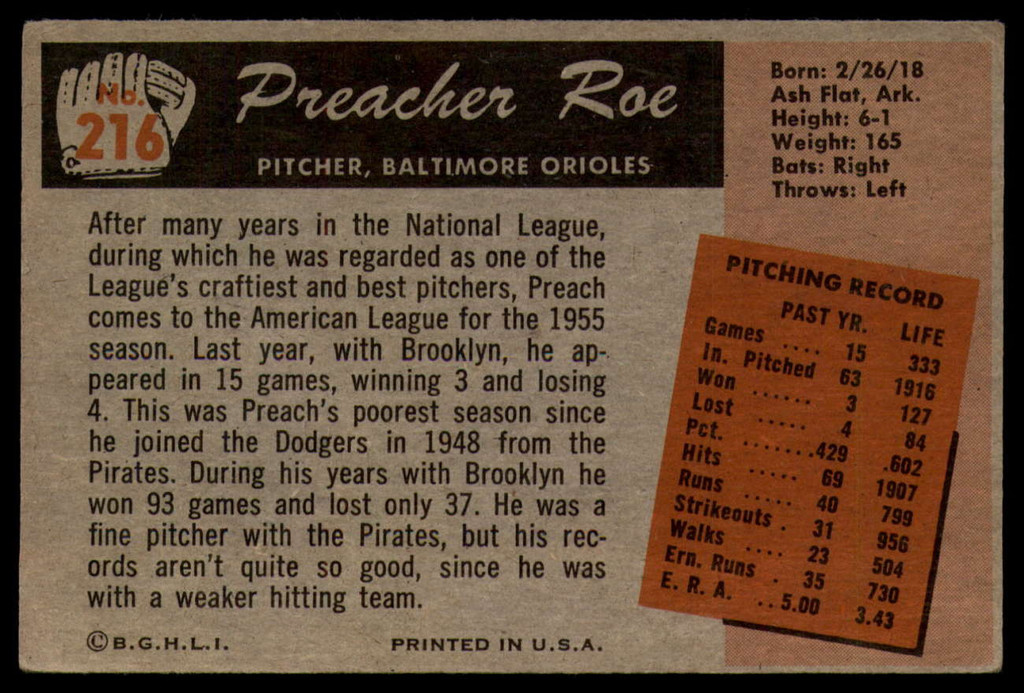 No.
216
Preacher Roe
PITCHER, BALTIMORE ORIOLES
Born: 2/26/18
Ash Flat, Ark.
Height: 6-1
Weight: 165
Bats: Right
Throws: Left
After many years in the National League,
during which he was regarded as one of the
League's craftiest and best pitchers, Preach
comes to the American League for the 1955
season. Last year, with Brooklyn, he ap-
peared in 15 games, winning 3 and losing
4. This was Preach's poorest season since
he joined the Dodgers in 1948 from the
Pirates. During his years with Brooklyn he
won 93 games and lost only 37. He was a
fine pitcher with the Pirates, but his rec-
ords aren't quite so good, since he was
with a weaker hitting team.
PITCHING RECORD
PAST YR. LIFE
Games .... 15 333
In. Pitched 63 1916
Won ...... 3 127
Lost ..... 4 84
Pct. .......429 .602
Hits ..... 69 1907
Runs ..... 40 799
Strikeouts . 31 956
Walks .... 23 504
Ern. Runs . 35 730
E. R. A. ..5.00 3.43
©B.G.H.L.I. PRINTED IN U.S.A.